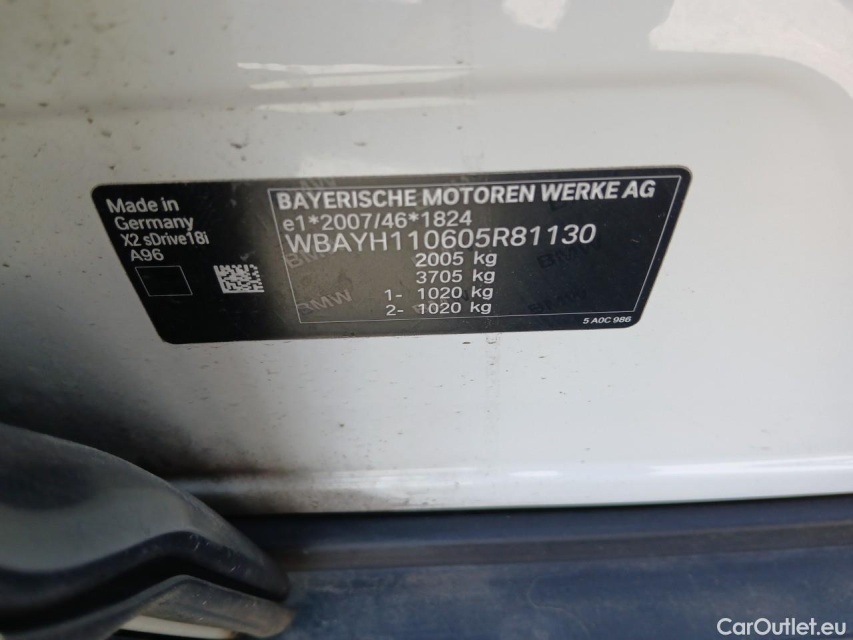 Made in
Germany
X2 sDrive18i
A96
BAYERISCHE MOTOREN WERKE AG
e1*2007/46*1824
WBAYH110605R81130
2005 kg
3705 kg
1- 1020 kg
2- 1020 kg
5 A0C 986
BMW
CarOutlet.eu